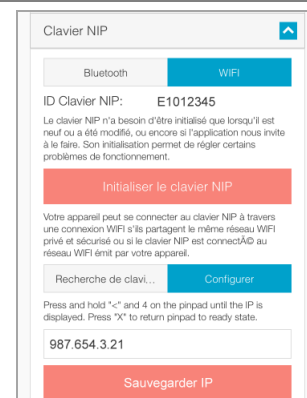 Clavier NIP
Bluetooth WIFI
ID Clavier NIP: E1012345
Le clavier NIP n'a besoin d'être initialisé que lorsqu'il est
neuf ou a été modifié, ou encore si l'application nous invite
à le faire. Son initialisation permet de régler certains
problèmes de fonctionnement.
Initialiser le clavier NIP
Votre appareil peut se connecter au clavier NIP à travers
une connexion WIFI s'ils partagent le même réseau WIFI
privé et sécurisé ou si le clavier NIP est connectÃ© au
réseau WIFI émit par votre appareil.
Recherche de clavi... Configurer
Press and hold "<" and 4 on the pinpad until the IP is
displayed. Press "X" to return pinpad to ready state.
987.654.3.21
Sauvegarder IP